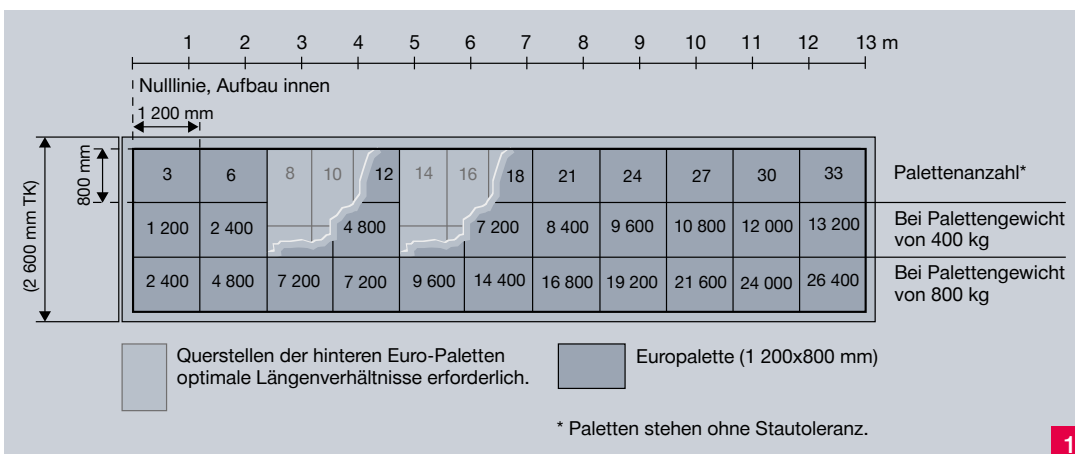 1 2 3 4 5 6 7 8 9 10 11 12 13 m
Nulllinie, Aufbau innen
1 200 mm
(2 600 mm TK)
800 mm
3 6 8 10 12 14 16 18 21 24 27 30 33 Palettenanzahl*
1 200 2 400 4 800 7 200 8 400 9 600 10 800 12 000 13 200
Bei Palettengewicht
von 400 kg
2 400 4 800 7 200 7 200 9 600 14 400 16 800 19 200 21 600 24 000 26 400
Bei Palettengewicht
von 800 kg
Querstellen der hinteren Euro-Paletten
optimale Längenverhältnisse erforderlich.
Europalette (1 200x800 mm)
* Paletten stehen ohne Stautoleranz.
1